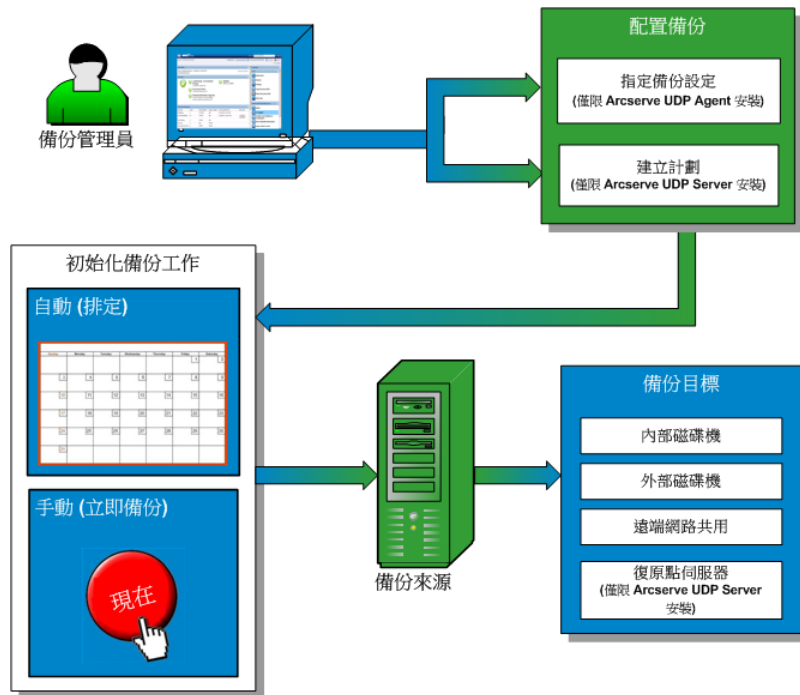 備份管理員
配置備份
指定備份設定
(僅限 Arcserve UDP Agent 安裝)
建立計劃
(僅限 Arcserve UDP Server 安裝)
初始化備份工作
自動 (排定)
手動 (立即備份)
現在
備份來源
備份目標
內部磁碟機
外部磁碟機
遠端網路共用
復原點伺服器
(僅限 Arcserve UDP Server
安裝)